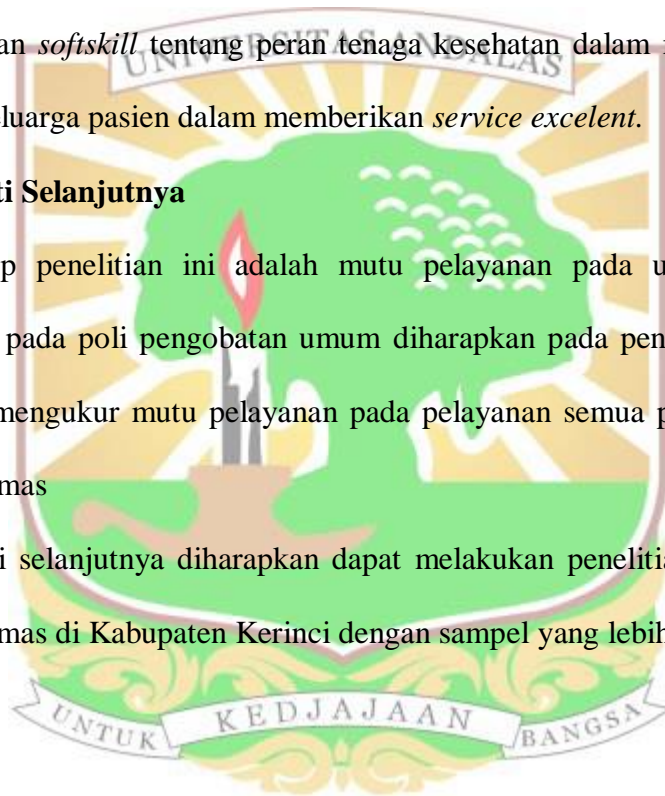 an softskill tentang peran tenaga kesehatan dalam
UNIVERSITAS ANDALAS
eluarga pasien dalam memberikan service excelent.
ti Selanjutnya
p penelitian ini adalah mutu pelayanan pada u
pada poli pengobatan umum diharapkan pada pen
mengukur mutu pelayanan pada pelayanan semua p
mas
i selanjutnya diharapkan dapat melakukan peneliti
mas di Kabupaten Kerinci dengan sampel yang lebih
UNTUK KEDJAJAAN BANGSA